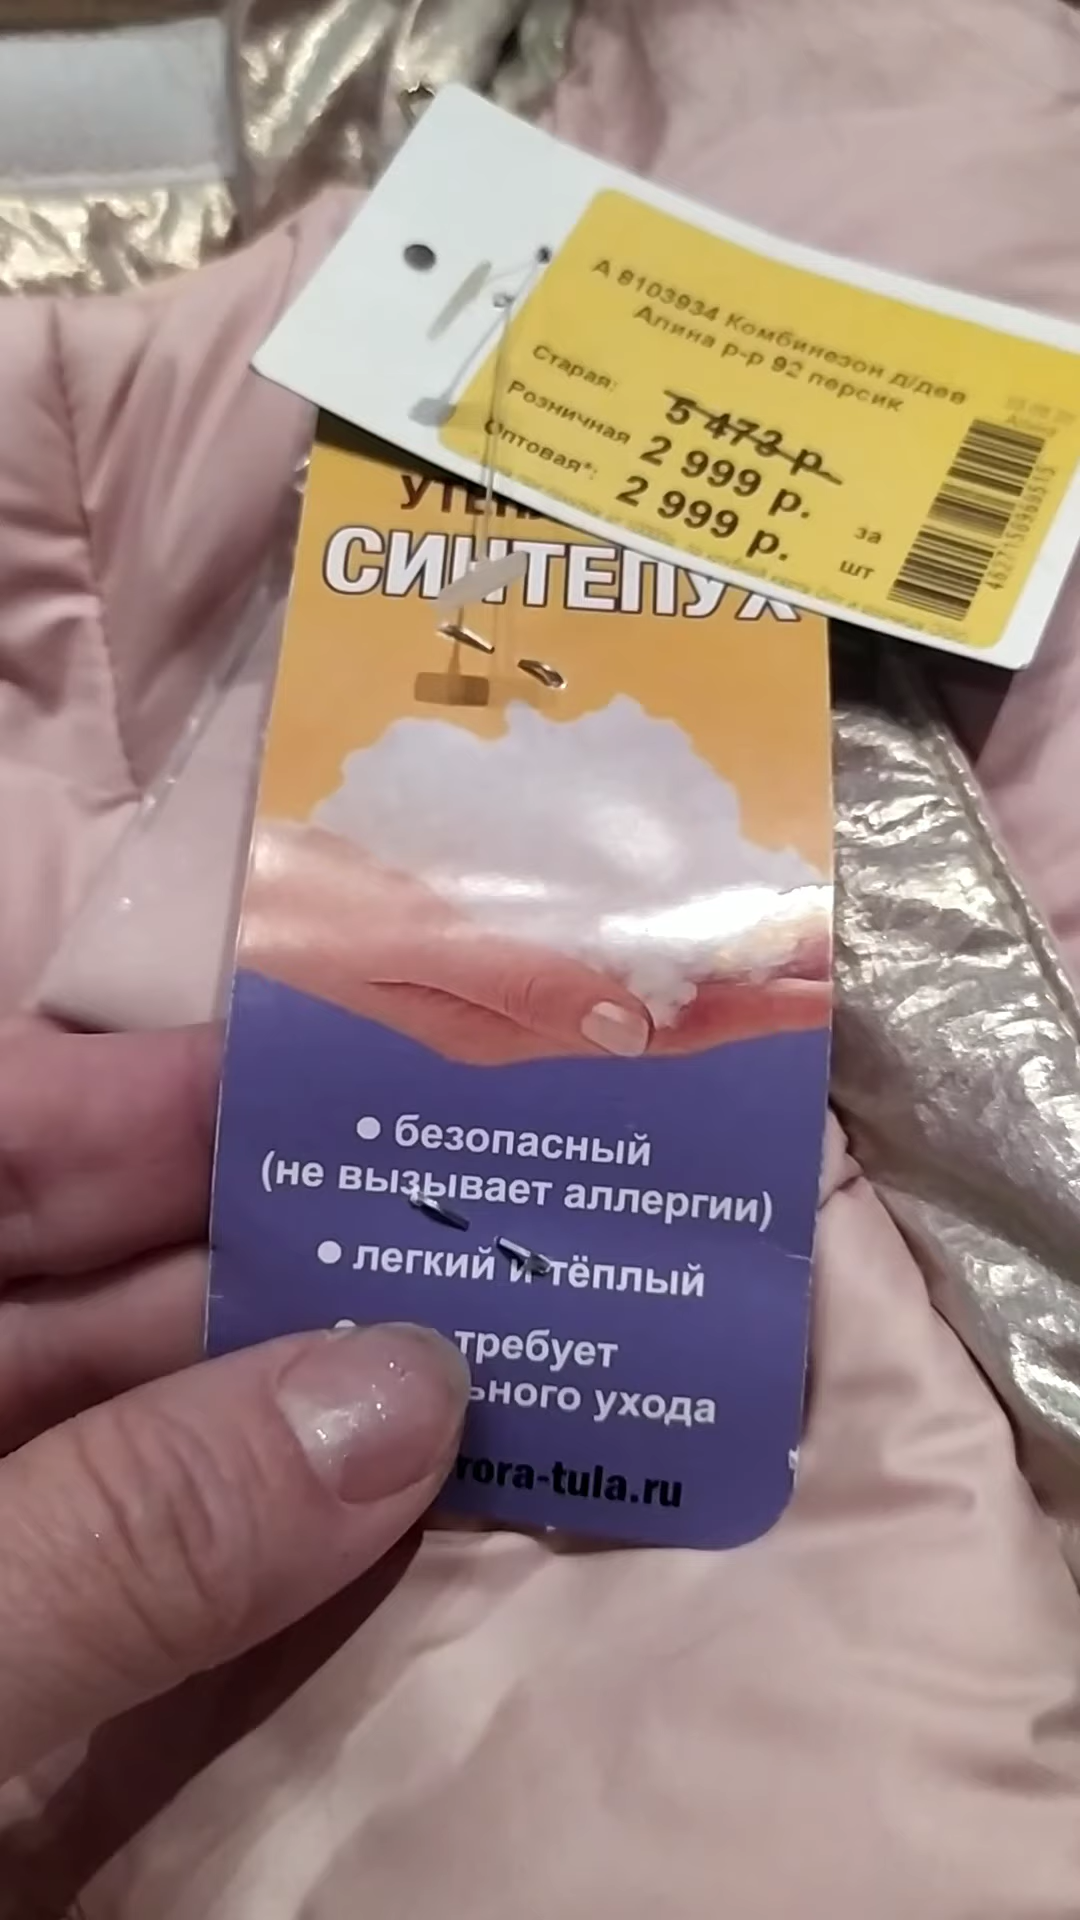 А 8103934 Комбинезон д/дев
Алина р-р 92 персик
Старая: 5 473 р.
Розничная 2 999 р.
Оптовая*: 2 999 р.
за
шт
СИНТЕПУХ
● безопасный
(не вызывает аллергии)
● легкий и тёплый
требует
ьного ухода
rora-tula.ru